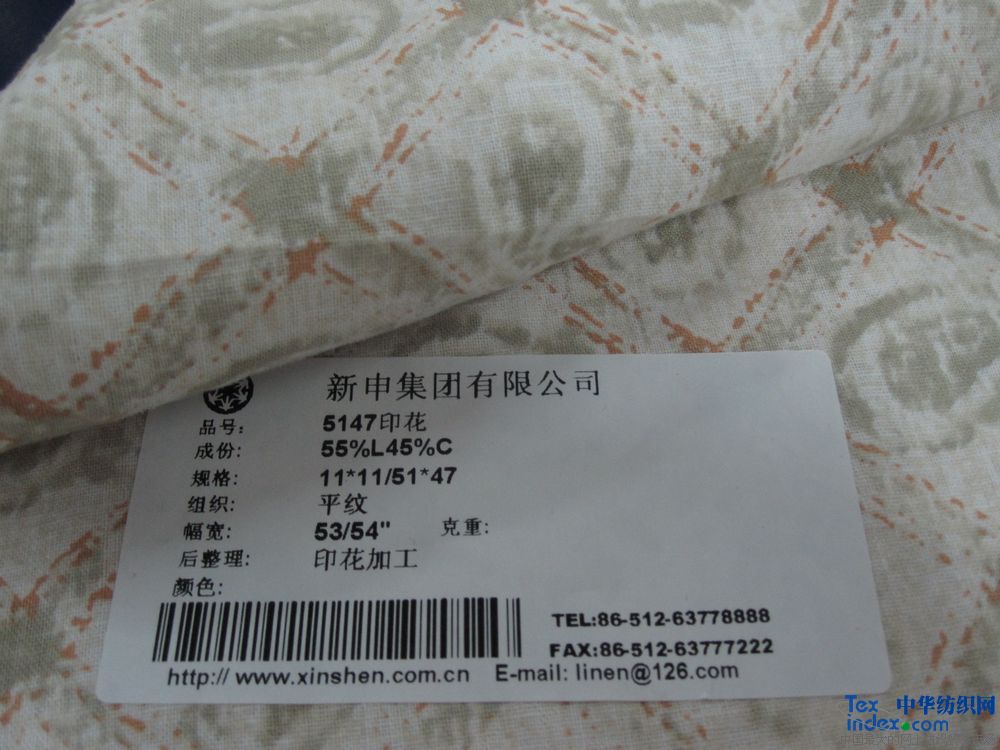 新申集团有限公司
品号: 5147印花
成份: 55%L45%C
规格: 11*11/51*47
组织: 平纹
幅宽: 53/54" 克重:
后整理: 印花加工
颜色:
TEL:86-512-63778888
FAX:86-512-63777222
http:// www.xinshen.com.cn E-mail: linen@126.com
Tex 中华纺织网
index.com